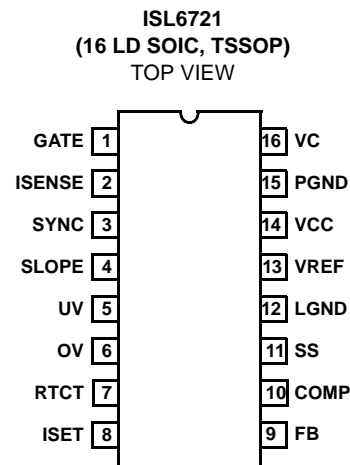 ISL6721
(16 LD SOIC, TSSOP)
TOP VIEW
GATE 1 16 VC
ISENSE 2 15 PGND
SYNC 3 14 VCC
SLOPE 4 13 VREF
UV 5 12 LGND
OV 6 11 SS
RTCT 7 10 COMP
ISET 8 9 FB